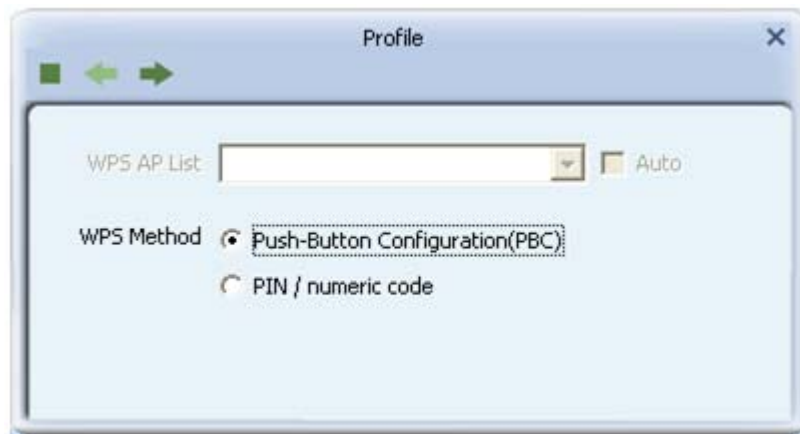 Profile
WPS AP List Auto
WPS Method Push-Button Configuration(PBC)
PIN / numeric code